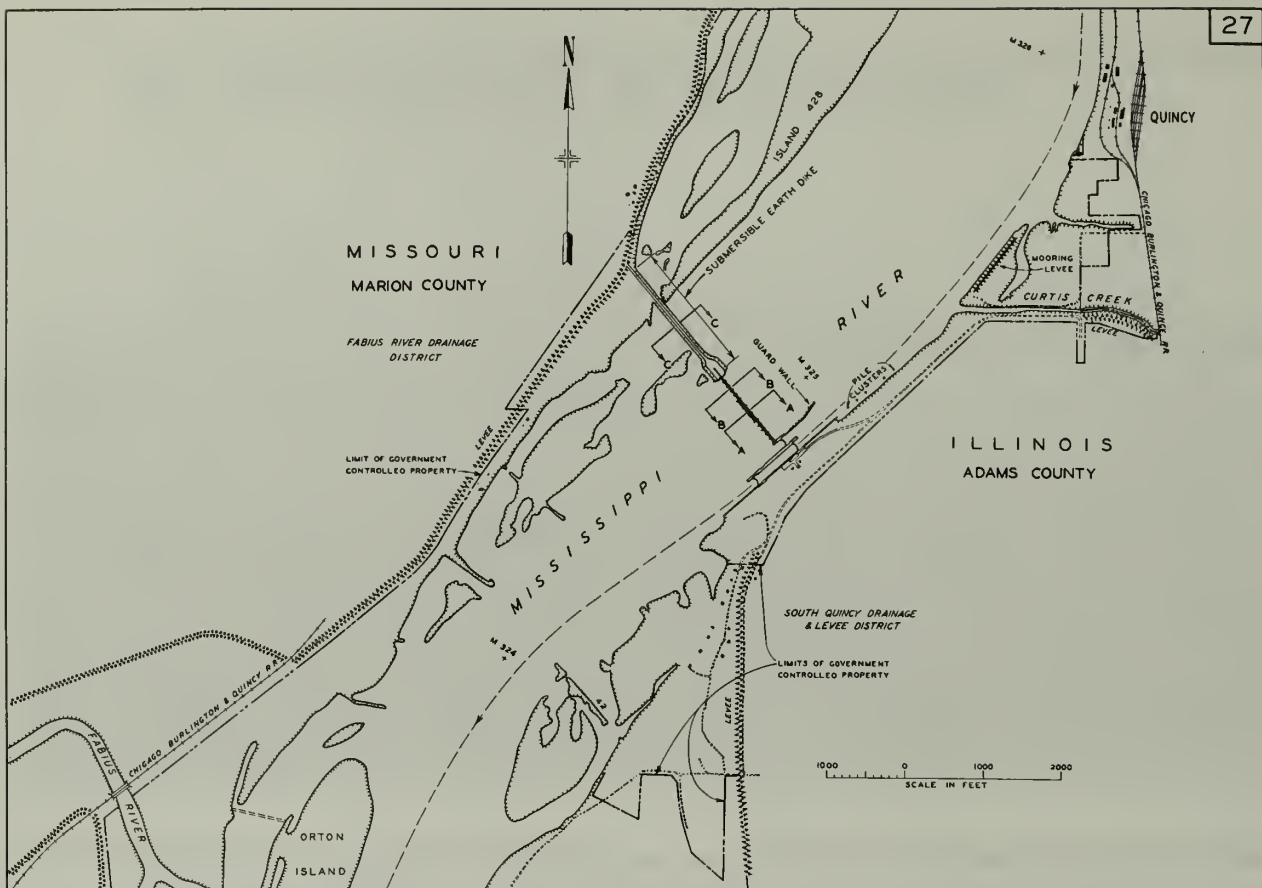 27
N
M 326
QUINCY
ISLAND 428
SUBMERSIBLE EARTH DIKE
CHICAGO BURLINGTON & QUINCY RR
MISSOURI
MARION COUNTY
MOORING
LEVEE
RIVER
CURTIS CREEK
LEVEE
C
C
FABIUS RIVER DRAINAGE
DISTRICT
GUARD WALL
M 325
PILE
CLUSTERS
B
A
B
A
LEVEE
ILLINOIS
ADAMS COUNTY
LIMIT OF GOVERNMENT
CONTROLLED PROPERTY
MISSISSIPPI
SOUTH QUINCY DRAINAGE
& LEVEE DISTRICT
M 324
LIMITS OF GOVERNMENT
CONTROLLED PROPERTY
CHICAGO BURLINGTON & QUINCY RR
42
LEVEE
FABIUS
RIVER
1000 0 1000 2000
SCALE IN FEET
ORTON
ISLAND